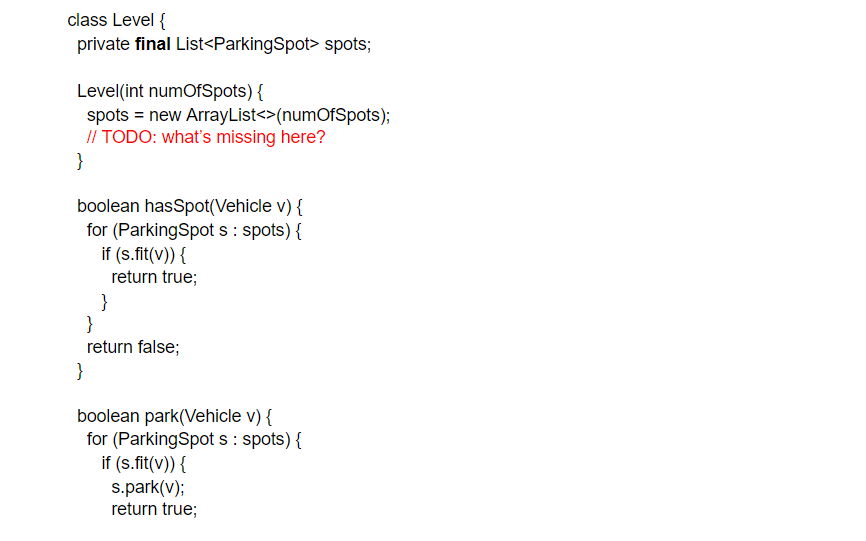 class Level {
private final List<ParkingSpot> spots;
Level(int numOfSpots) {
spots = new ArrayList<>(numOfSpots);
// TODO: what’s missing here?
}
boolean hasSpot(Vehicle v) {
for (ParkingSpot s : spots) {
if (s.fit(v)) {
return true;
}
}
return false;
}
boolean park(Vehicle v) {
for (ParkingSpot s : spots) {
if (s.fit(v)) {
s.park(v);
return true;